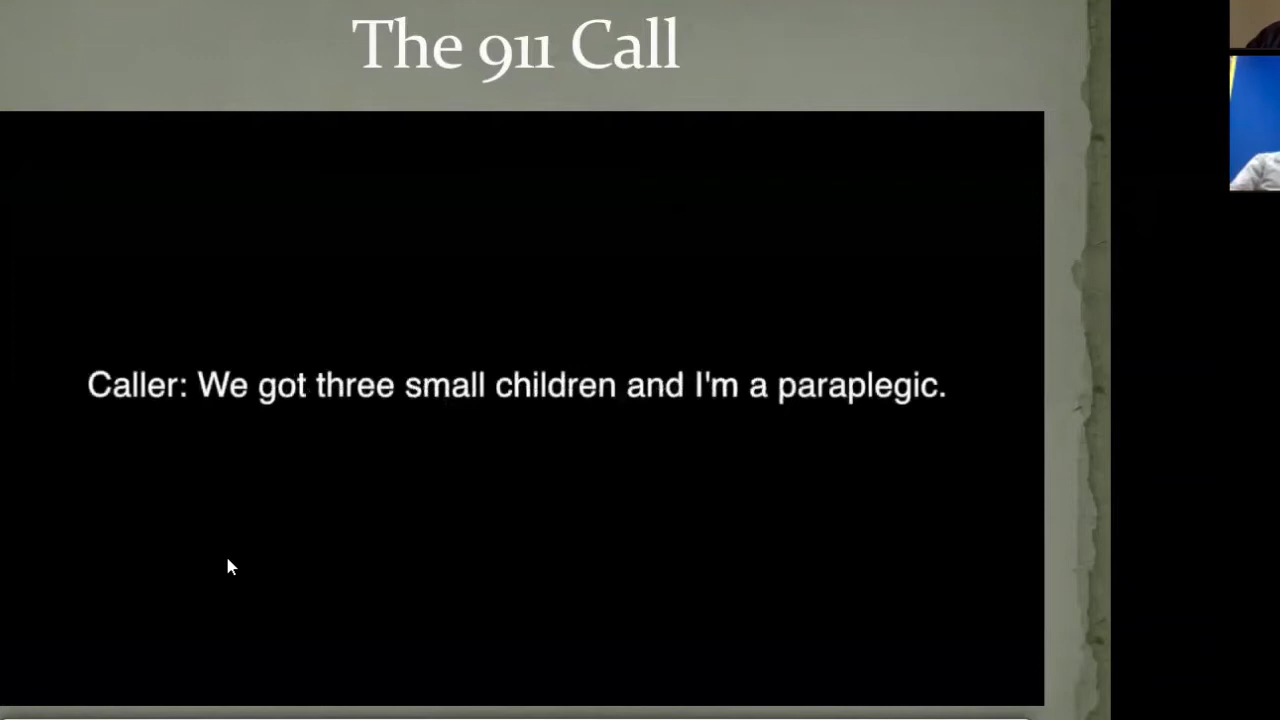 The 911 Call
Caller: We got three small children and I'm a paraplegic.